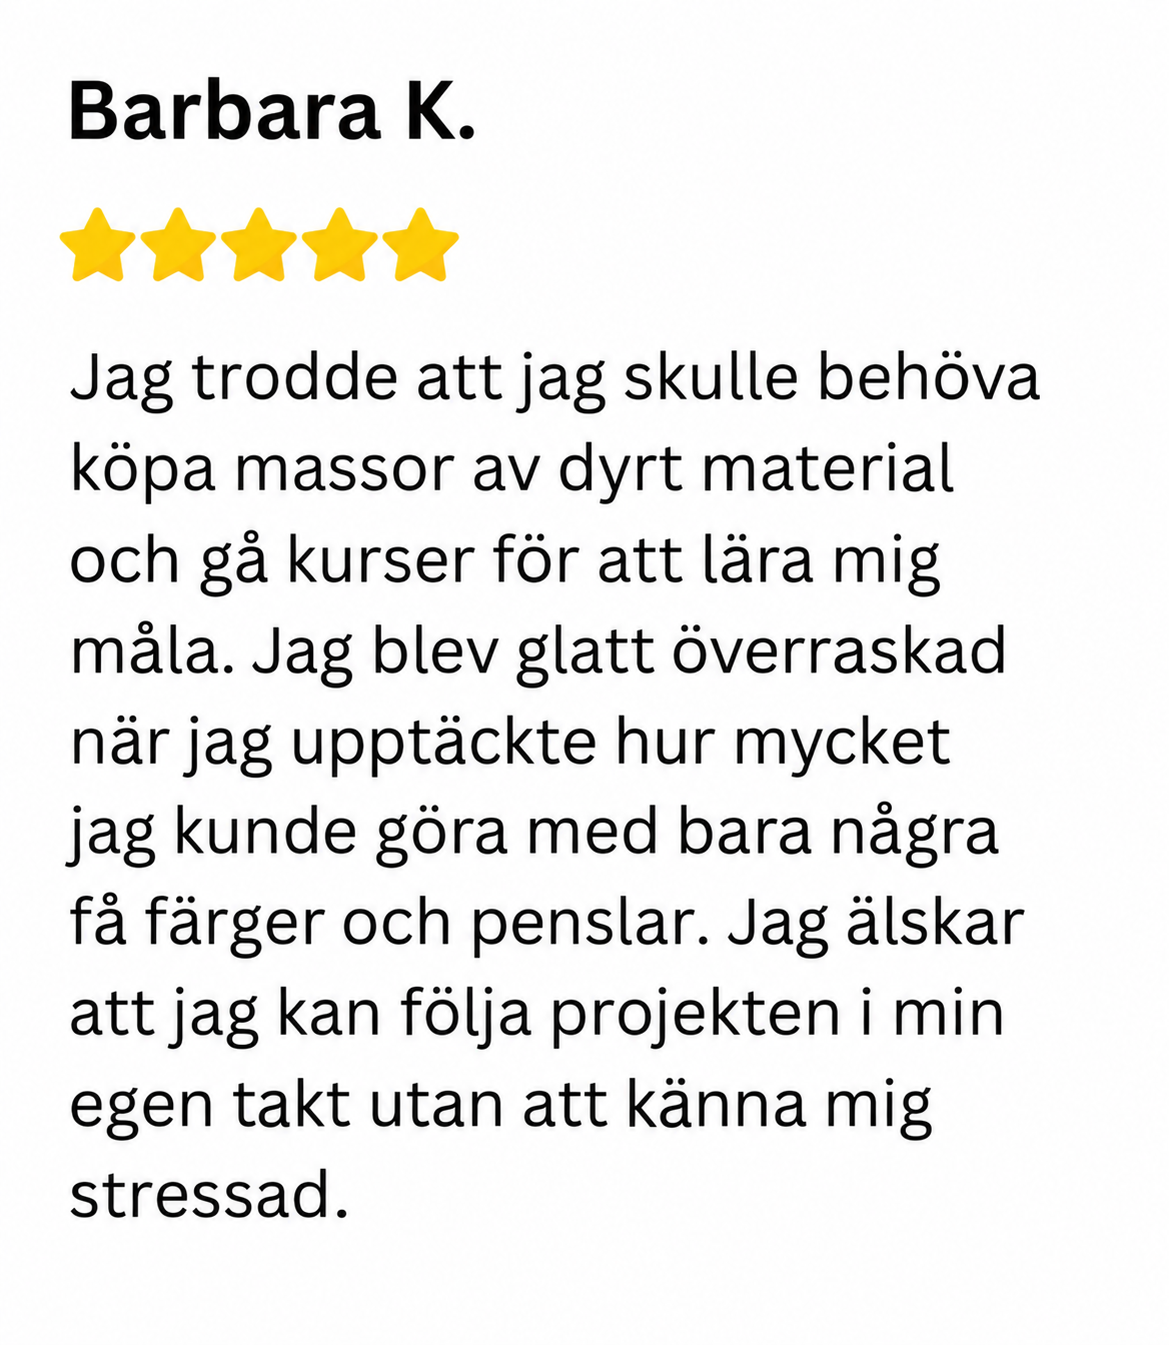 Barbara K.
Jag trodde att jag skulle behöva
köpa massor av dyrt material
och gå kurser för att lära mig
måla. Jag blev glatt överraskad
när jag upptäckte hur mycket
jag kunde göra med bara några
få färger och penslar. Jag älskar
att jag kan följa projekten i min
egen takt utan att känna mig
stressad.